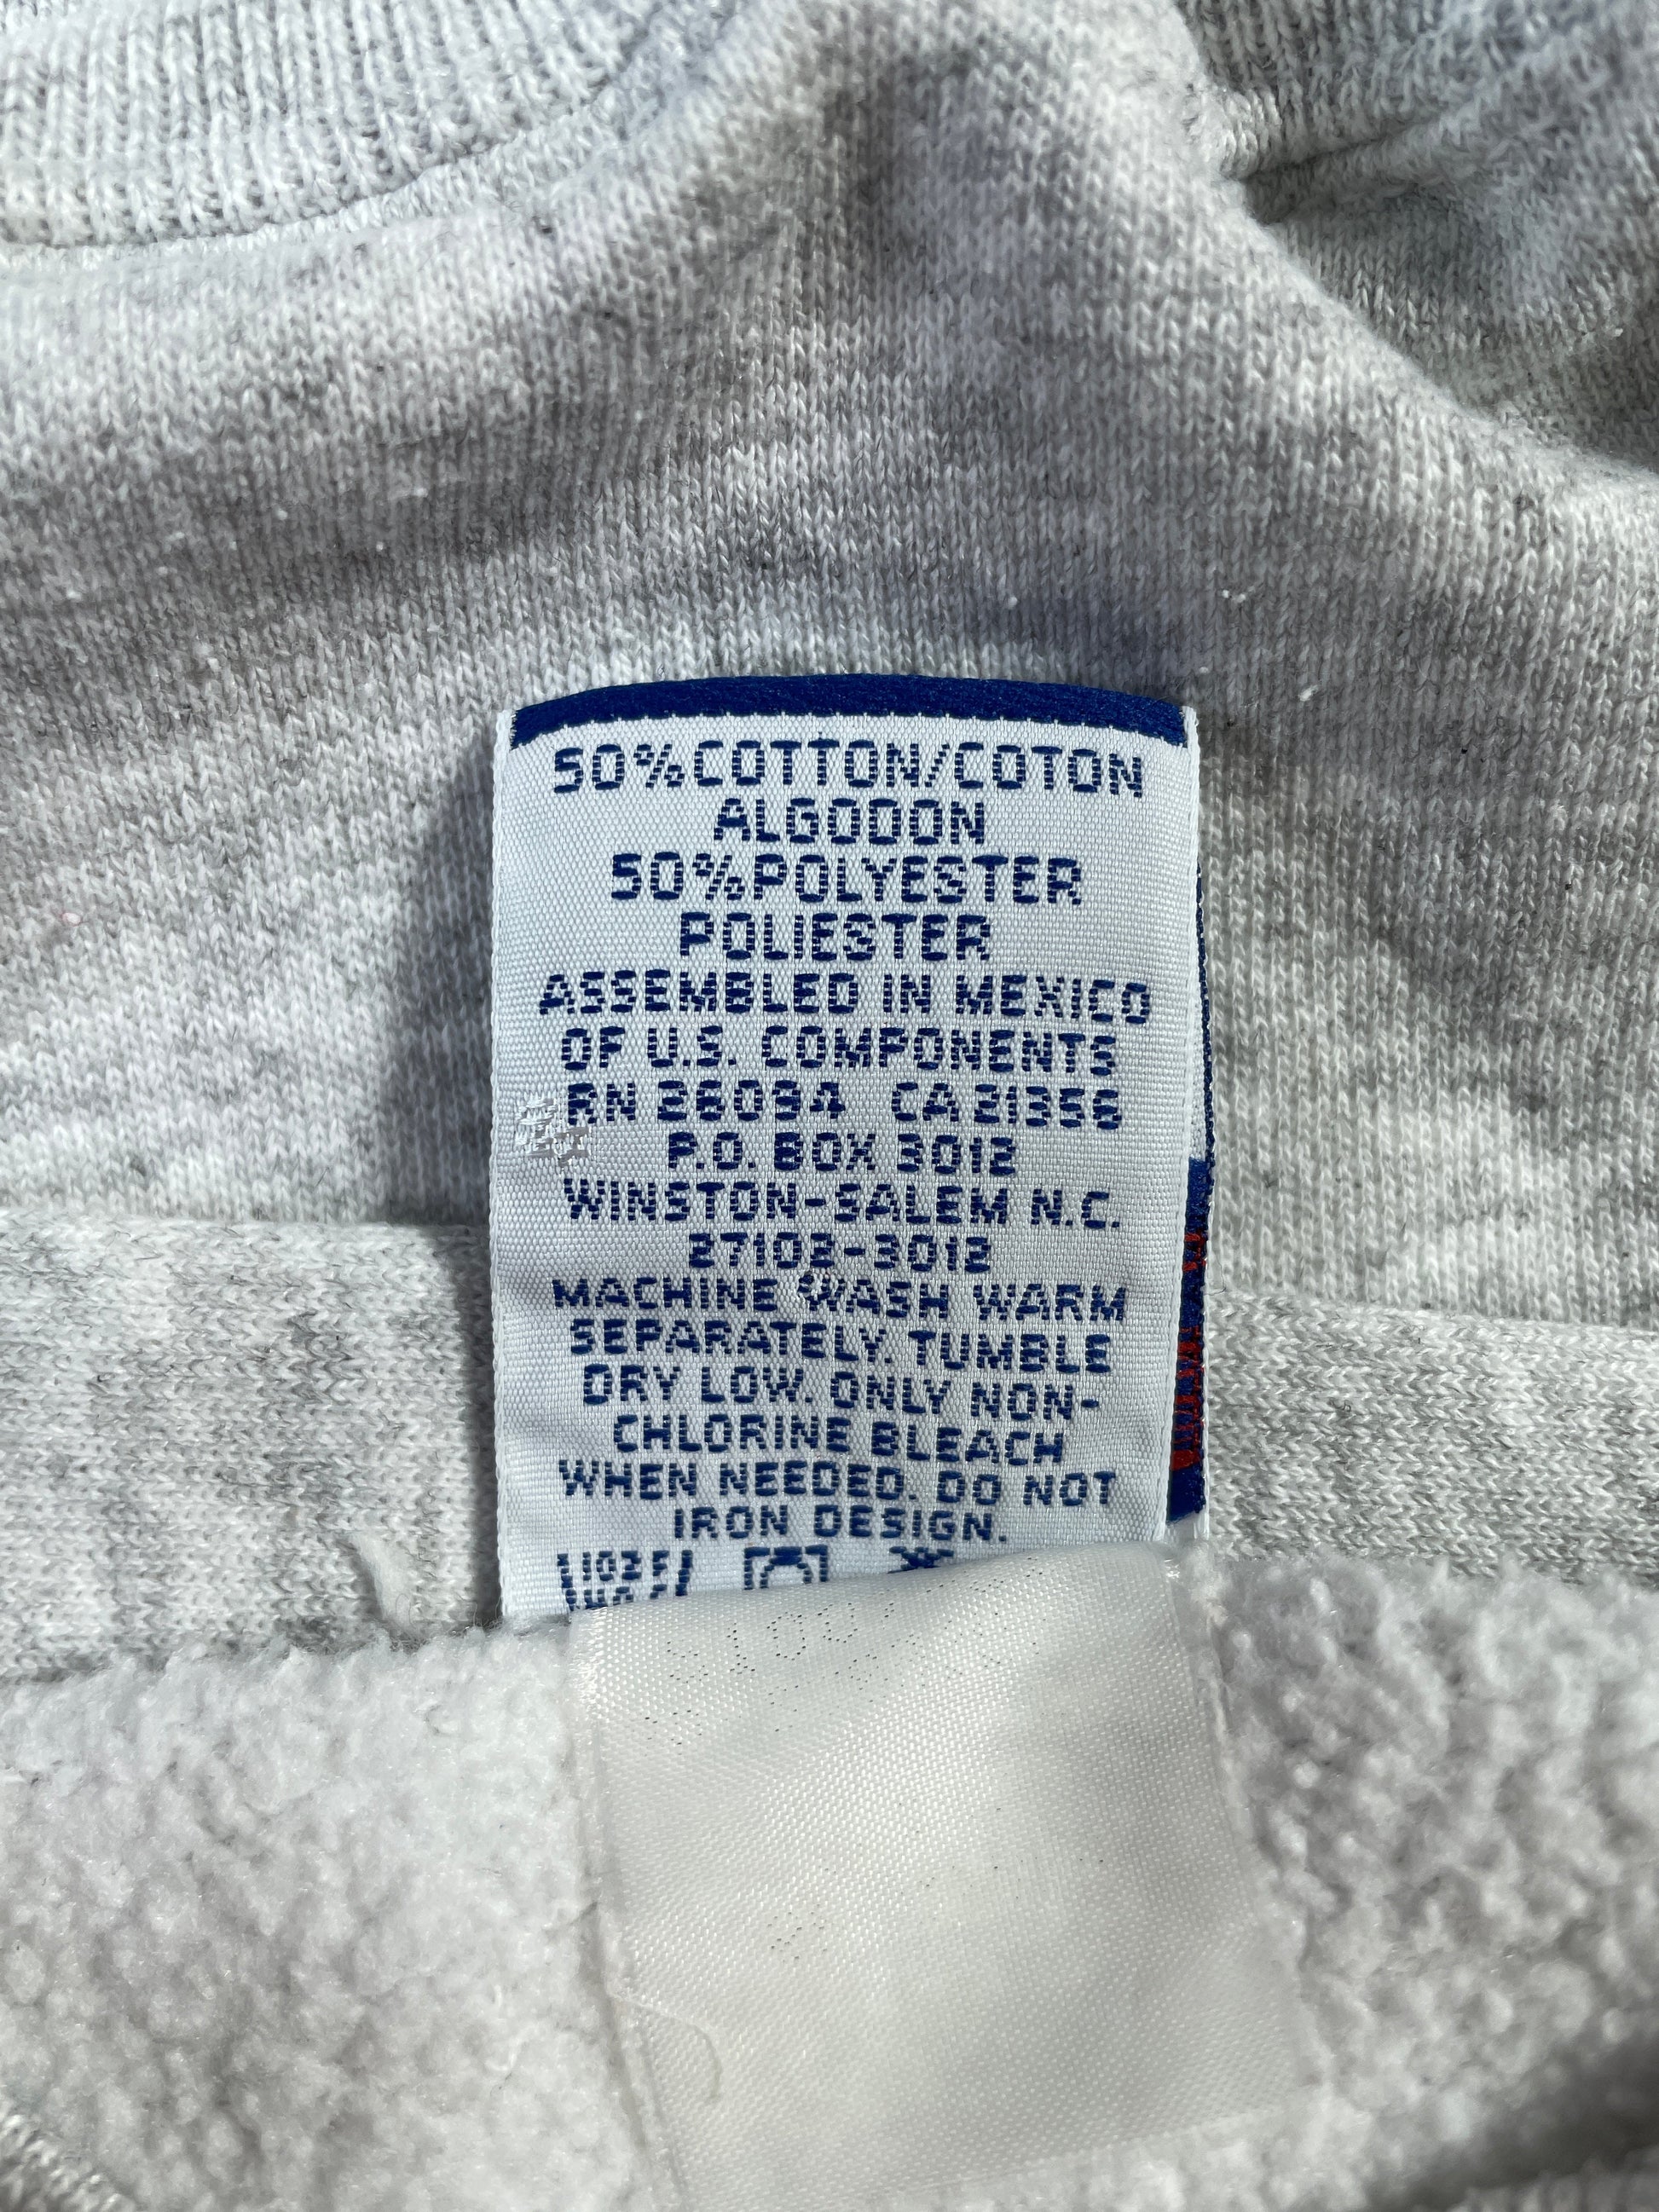 50% COTTON/COTON
ALGODON
50% POLYESTER
POLIESTER
ASSEMBLED IN MEXICO
OF U.S. COMPONENTS
RN 26094 CA 21356
P.O. BOX 3012
WINSTON-SALEM N.C.
27102-3012
MACHINE WASH WARM
SEPARATELY. TUMBLE
DRY LOW. ONLY NON-
CHLORINE BLEACH
WHEN NEEDED. DO NOT
IRON DESIGN.
102F